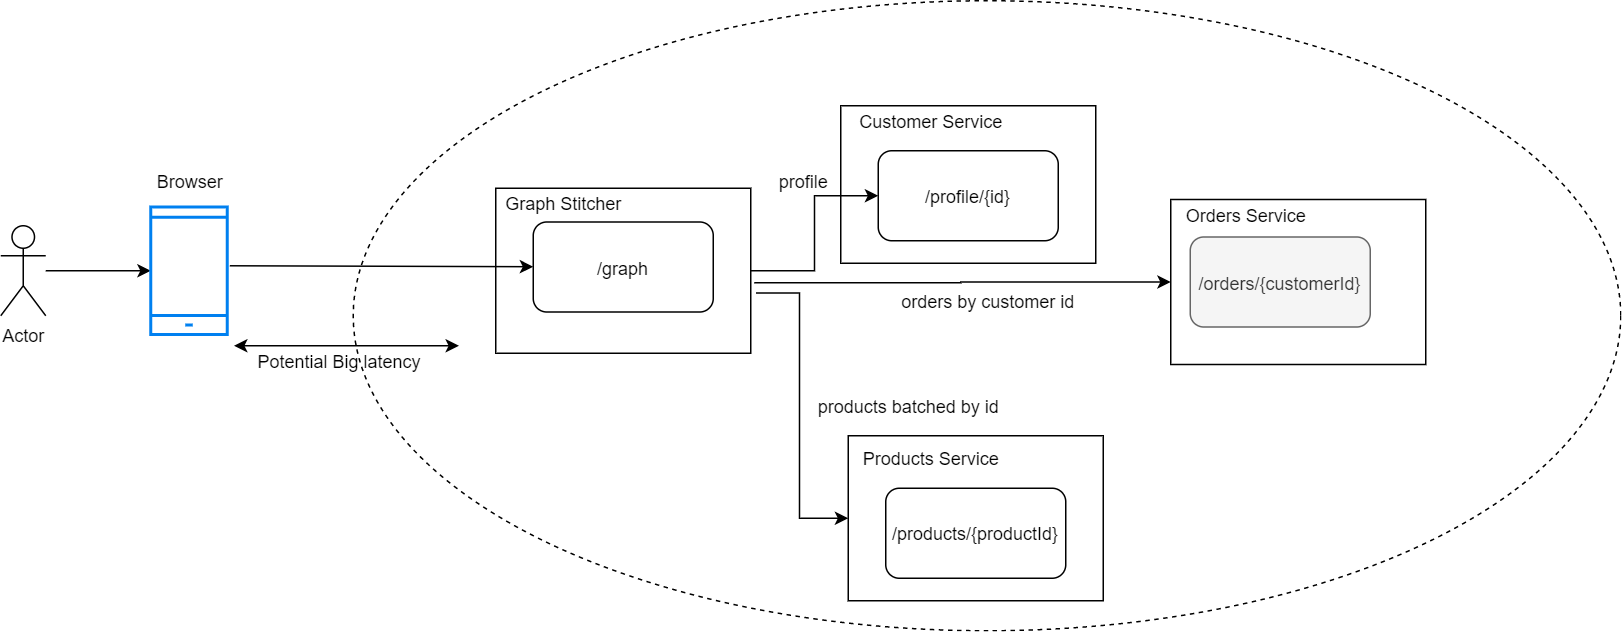 Browser
Actor
Potential Big latency
Graph Stitcher
/graph
profile
Customer Service
/profile/{id}
orders by customer id
Orders Service
/orders/{customerId}
products batched by id
Products Service
/products/{productId}